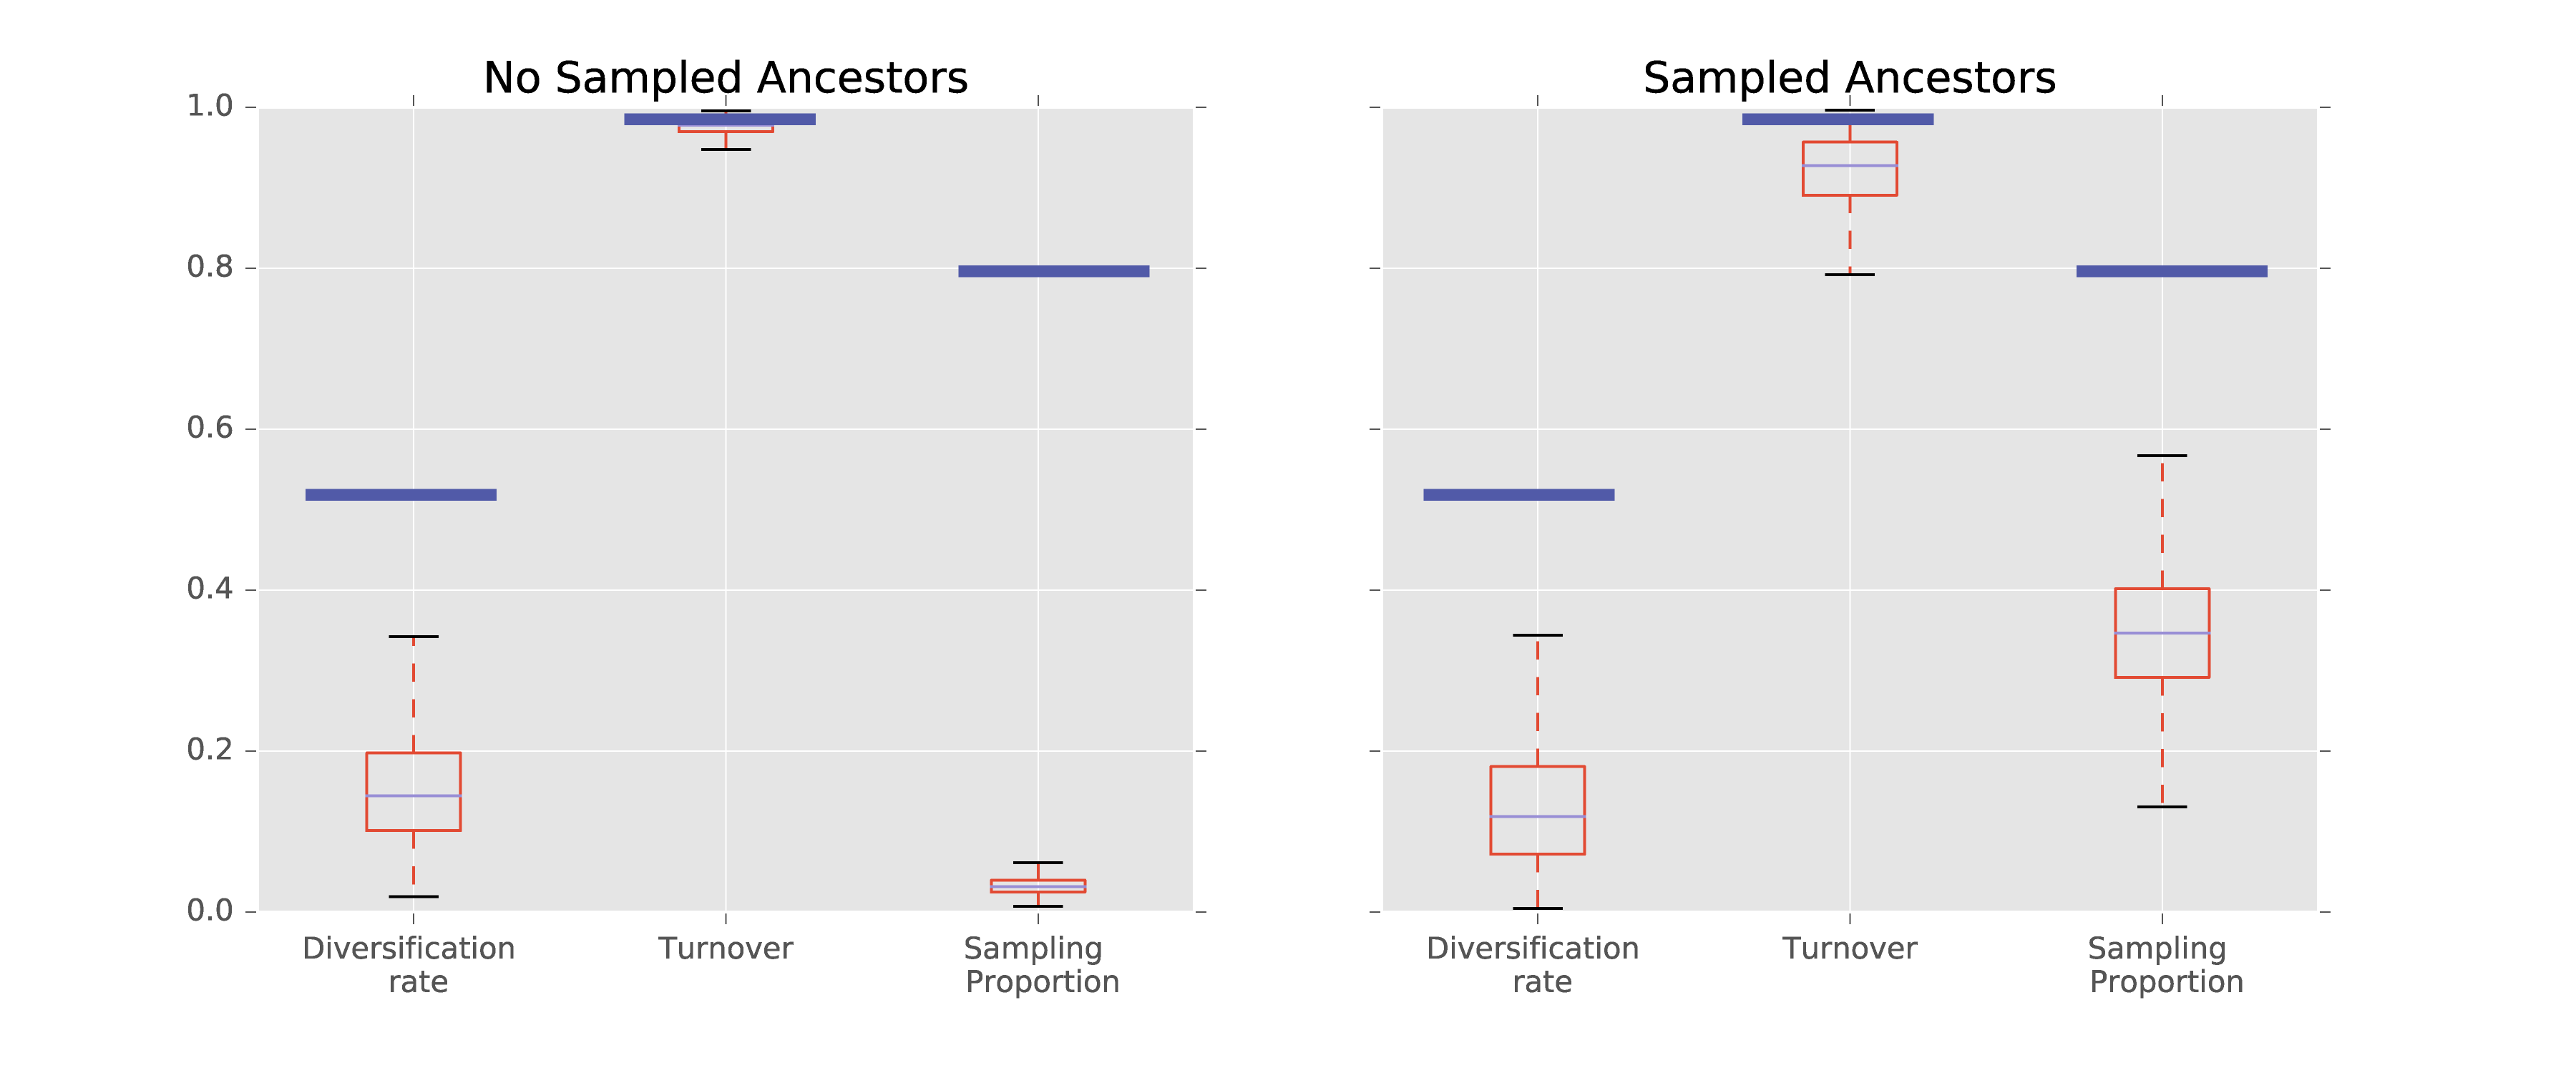 No Sampled Ancestors
1.0
0.8
0.6
0.4
0.2
0.0
Diversification
rate
Turnover
Sampling
Proportion
Sampled Ancestors
Diversification
rate
Turnover
Sampling
Proportion